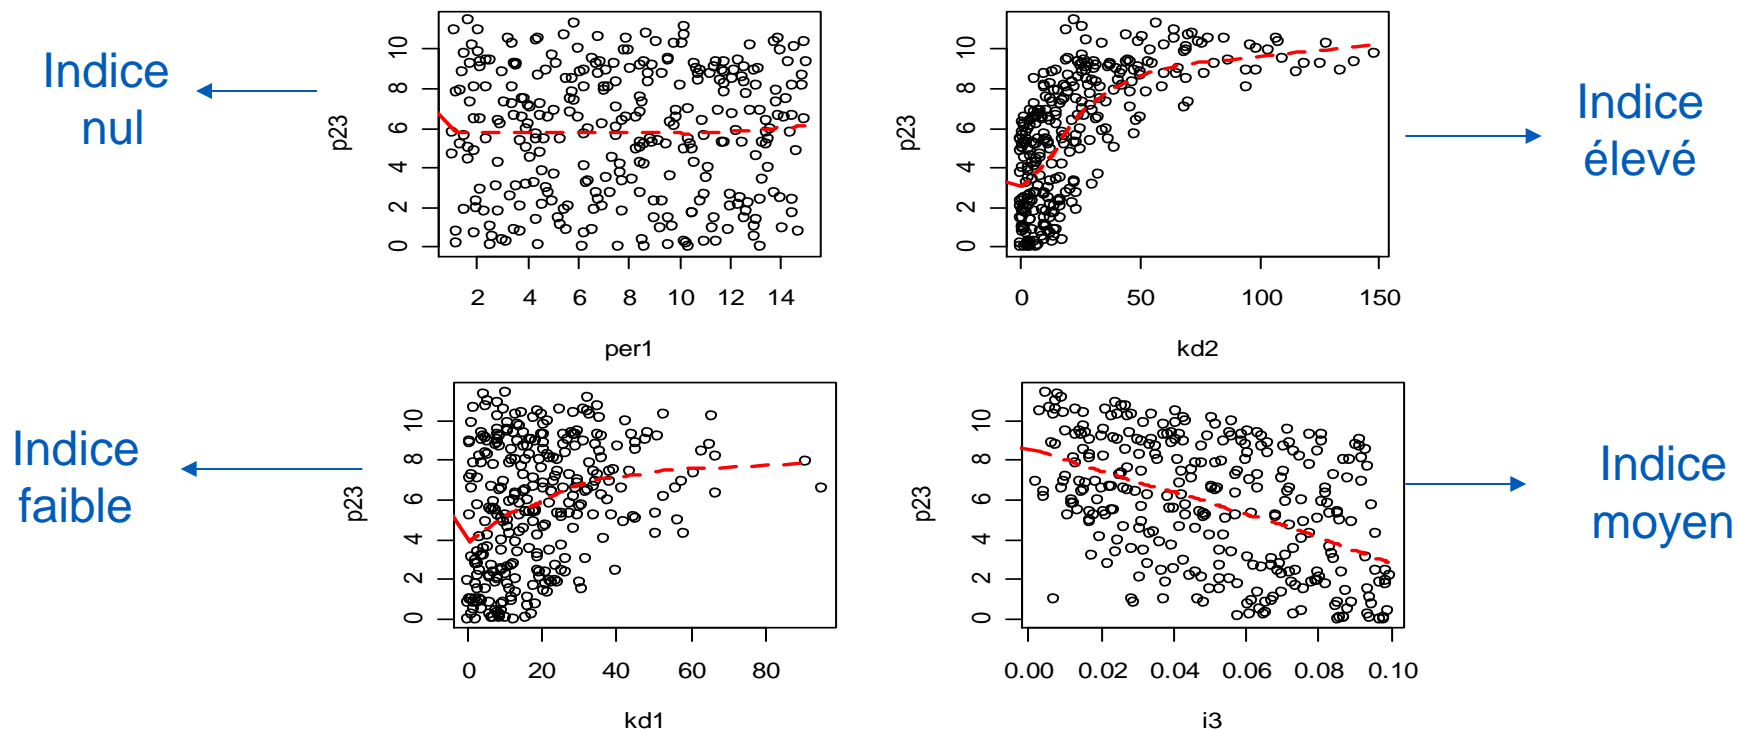 Indice
nul
p23
0 2 4 6 8 10
2 4 6 8 10 12 14
per1
p23
0 2 4 6 8 10
0 50 100 150
kd2
Indice
élevé
Indice
faible
p23
0 2 4 6 8 10
0 20 40 60 80
kd1
p23
0 2 4 6 8 10
0.00 0.02 0.04 0.06 0.08 0.10
i3
Indice
moyen